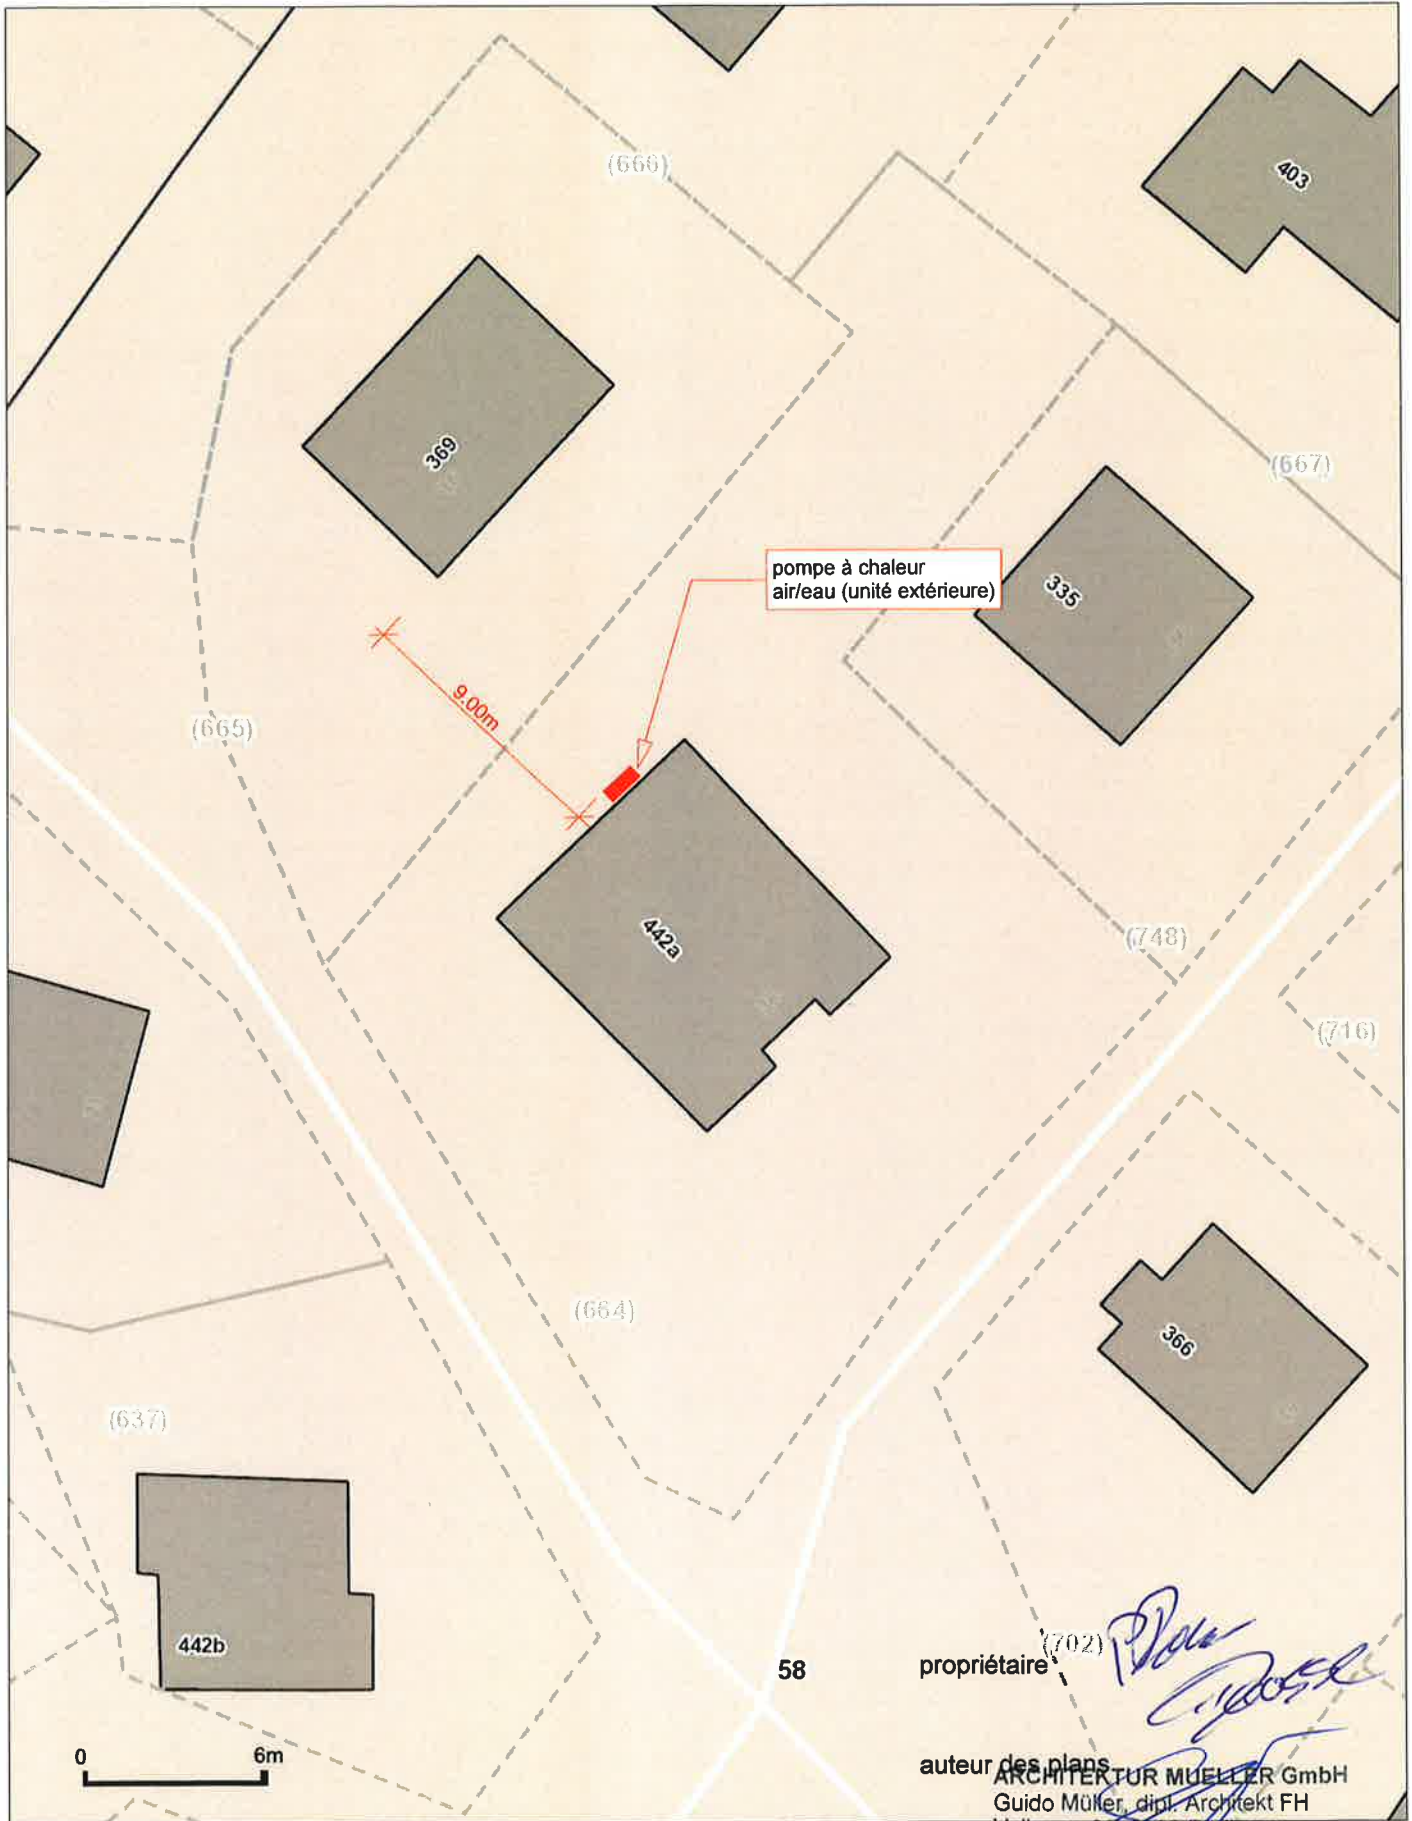 (666)
403
369
(667)
pompe à chaleur
air/eau (unité extérieure)
335
9.00m
(665)
442a
(748)
(716)
(664)
366
(637)
442b
58
propriétaire
(702)
0 6m
auteur des plans
ARCHITEKTUR MUELLER GmbH
Guido Müller, dipl. Architekt FH